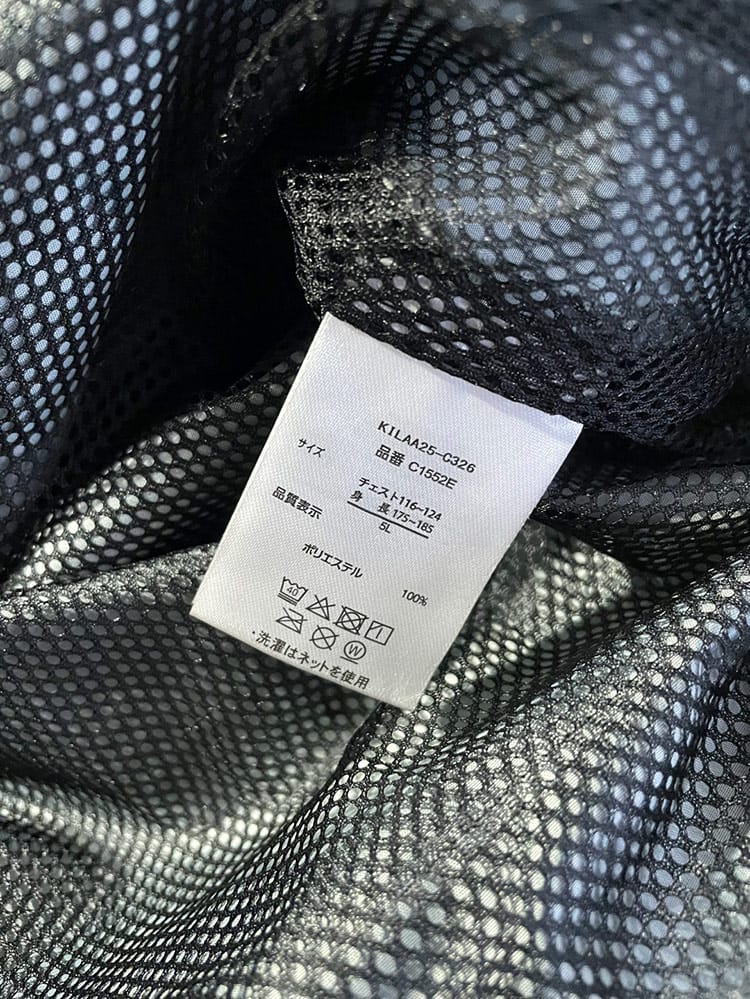 KILAA25-G326
品番 C1552E
サイズ
チェスト116-124
身 長175-185
5L
品質表示
ポリエステル
100%
40
W
・洗濯はネットを使用